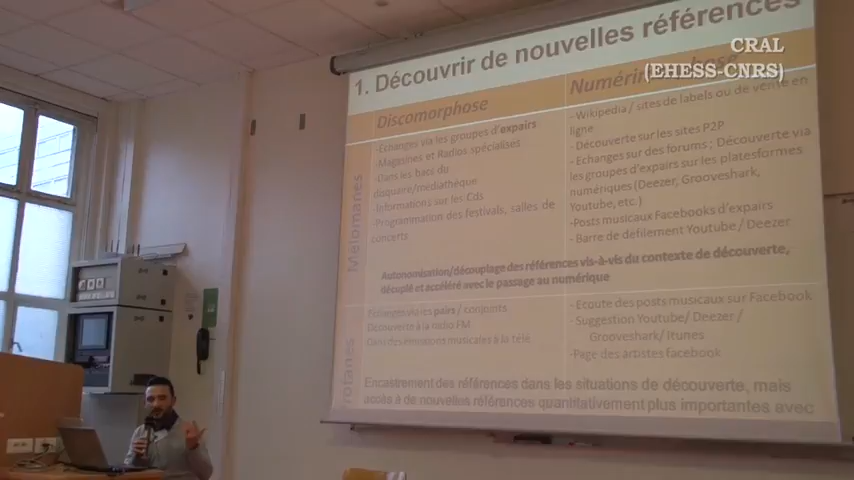 1. Découvrir de nouvelles références
CRAL
(EHESS-CNRS)
Discomorphose
- Echanges via les groupes d'expairs
- Magazines et Radios spécialisés
- Dans les bacs du
disquaire/médiathèque
- Informations sur les Cds
- Programmation des festivals, salles de
concerts
- Wikipedia / sites de labels ou de vente en
ligne
- Découverte sur les sites P2P
- Echanges sur des forums ; Découverte via
les groupes d'expairs sur les plateformes
numériques (Deezer, Grooveshark,
Youtube, etc.)
- Posts musicaux Facebooks d'expairs
- Barre de défilement Youtube / Deezer
Mélomanes
Autonomisation/découplage des références vis-à-vis du contexte de découverte,
décuplé et accéléré avec le passage au numérique
pairs / conjoints
Découverte à la radio FM
Dans des émissions musicales à la télé
- Ecoute des posts musicaux sur Facebook
- Suggestion Youtube/ Deezer /
Grooveshark/ Itunes
- Page des artistes facebook
Encastrement des références dans les situations de découverte, mais
accès à de nouvelles références quantitativement plus importantes avec